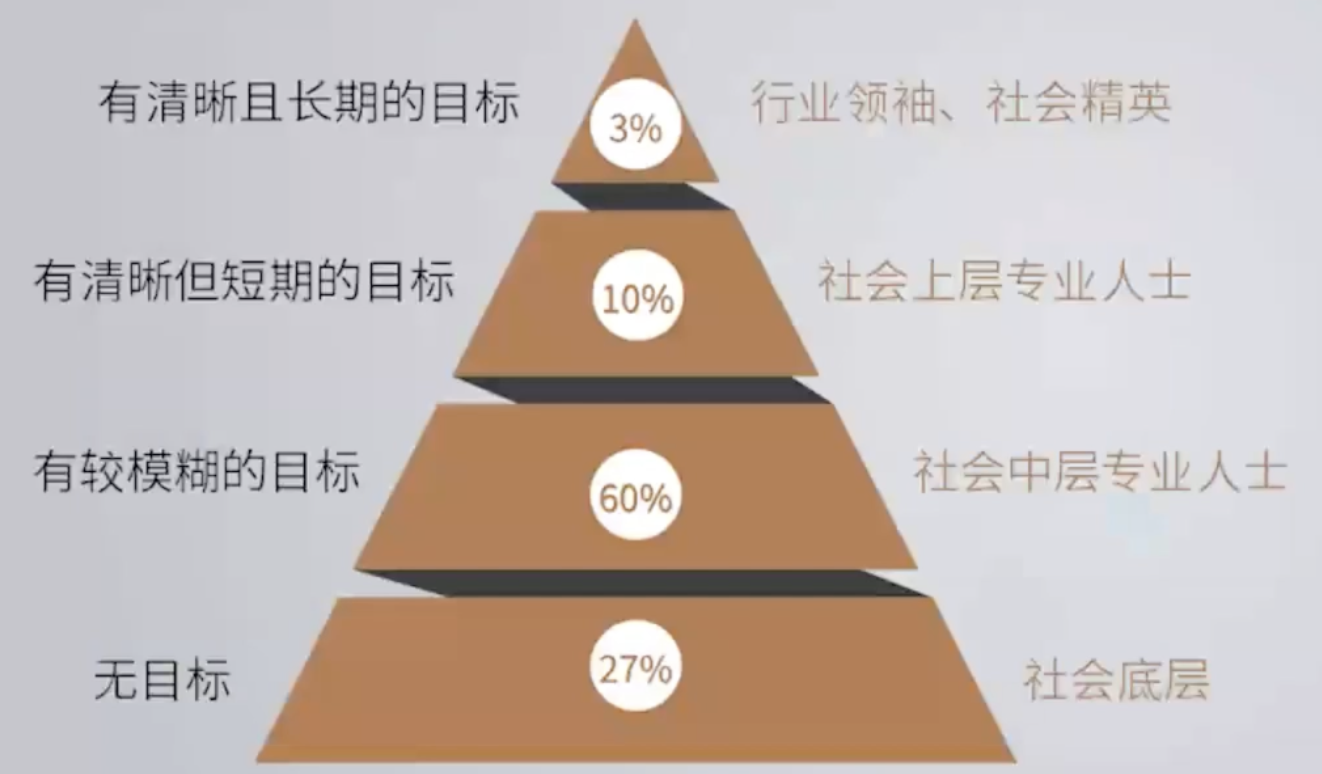 有清晰且长期的目标
3%
行业领袖、社会精英
有清晰但短期的目标
10%
社会上层专业人士
有较模糊的目标
60%
社会中层专业人士
无目标
27%
社会底层